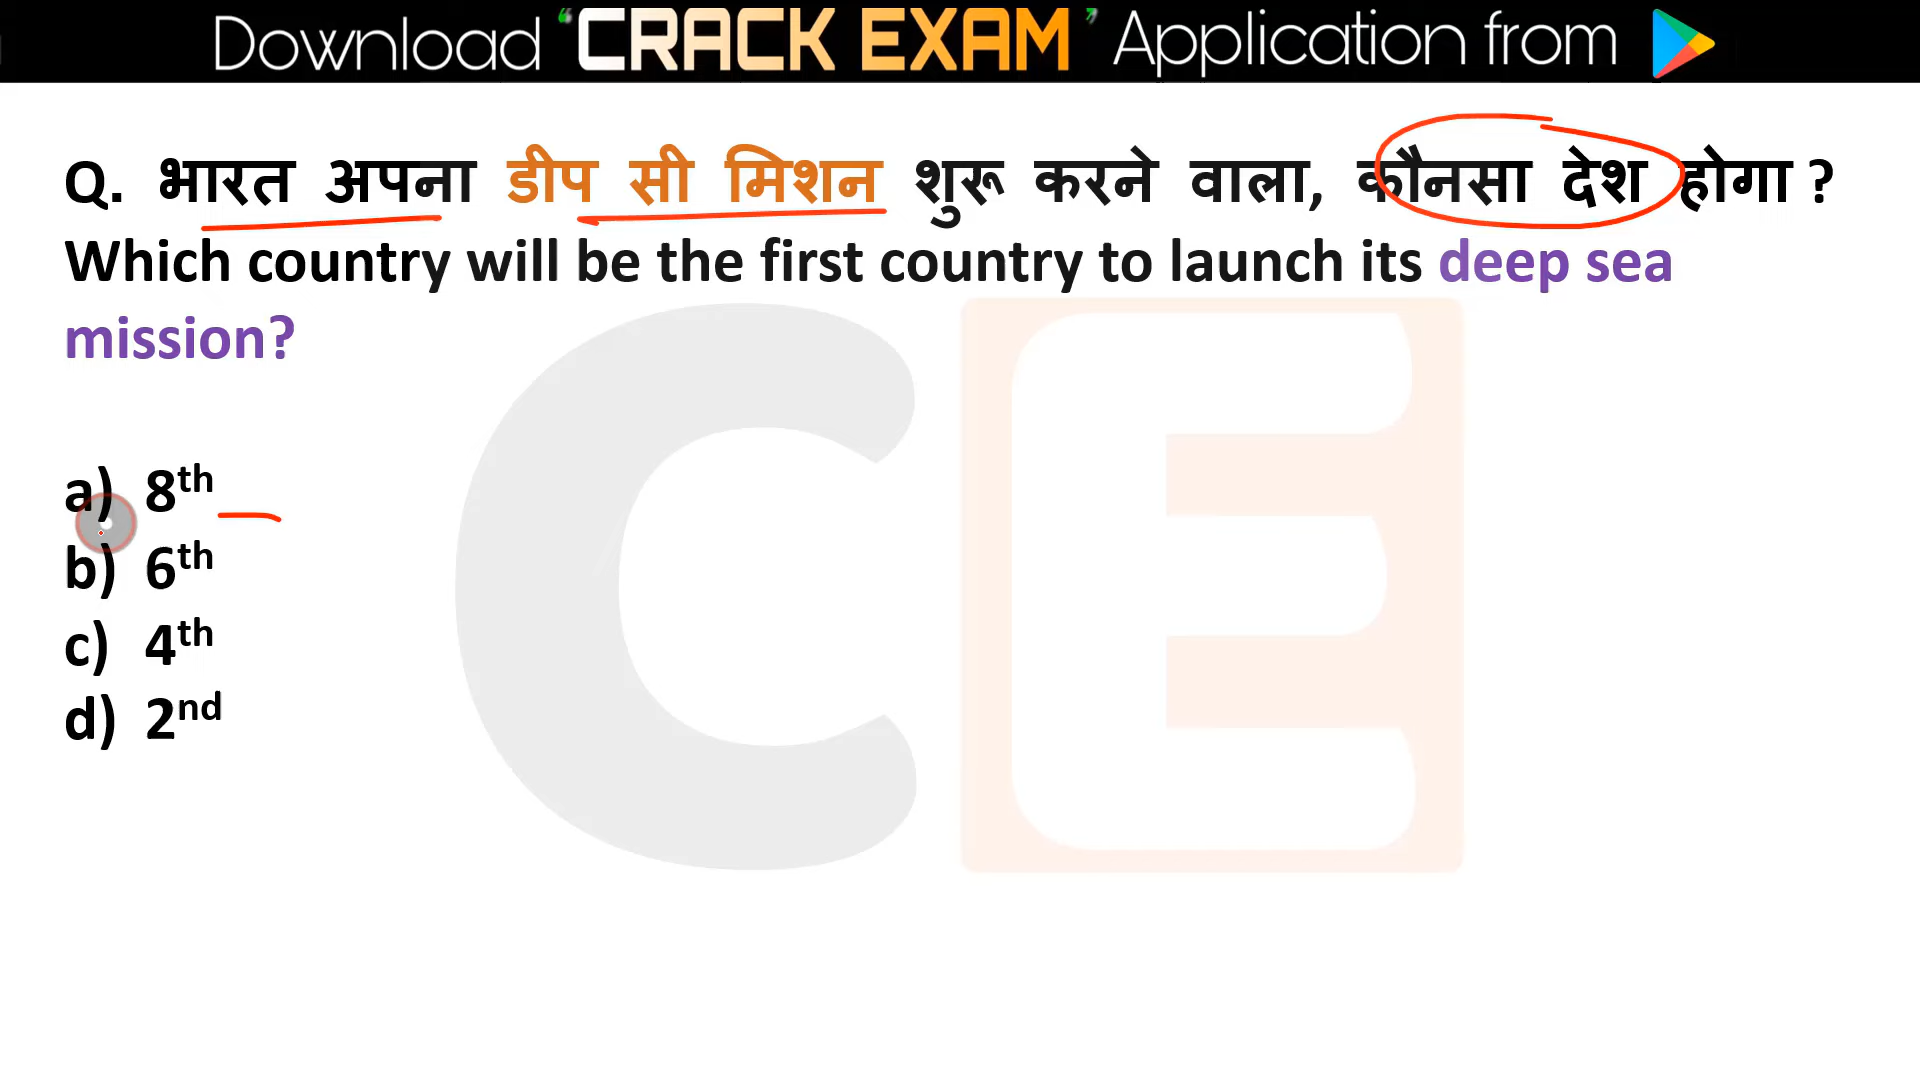 Download 'CRACK EXAM' Application from
Q. भारत अपना डीप सी मिशन शुरू करने वाला, कौनसा देश होगा ?
Which country will be the first country to launch its deep sea
mission?
a) 8th
b) 6th
c) 4th
d) 2nd
CE